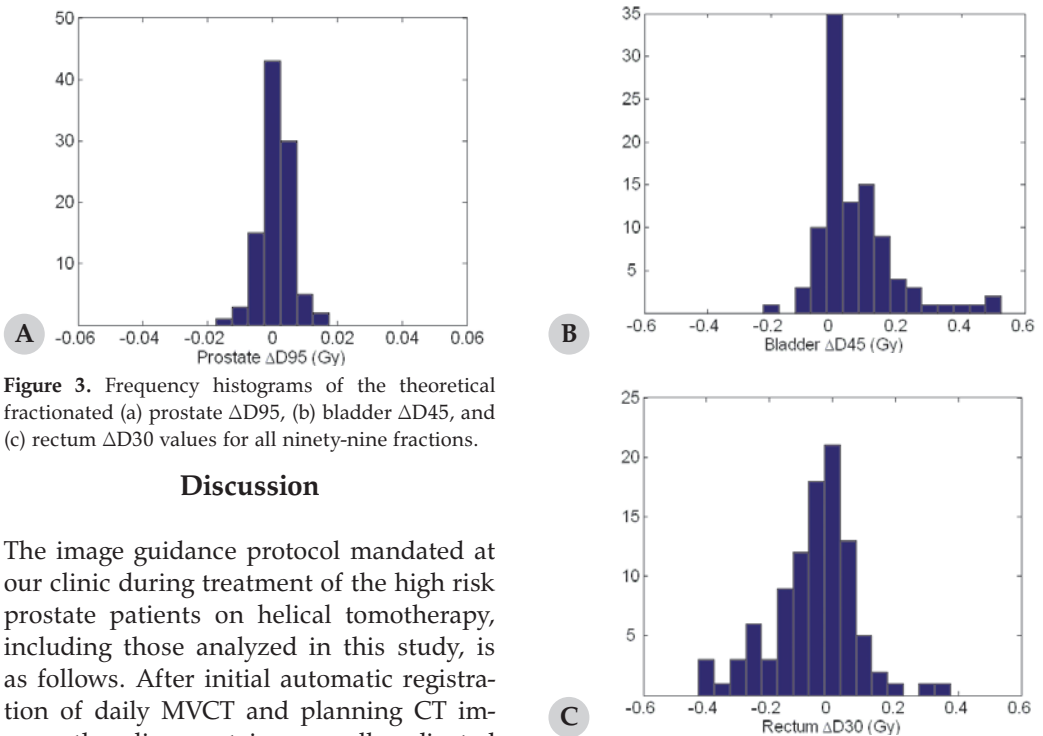 50
40
30
20
10
-0.06 -0.04 -0.02 0 0.02 0.04 0.06
Prostate ΔD95 (Gy)
A
Figure 3. Frequency histograms of the theoretical
fractionated (a) prostate ΔD95, (b) bladder ΔD45, and
(c) rectum ΔD30 values for all ninety-nine fractions.
Discussion
The image guidance protocol mandated at
our clinic during treatment of the high risk
prostate patients on helical tomotherapy,
including those analyzed in this study, is
as follows. After initial automatic registra-
tion of daily MVCT and planning CT im-
35
30
25
20
15
10
5
-0.6 -0.4 -0.2 0 0.2 0.4 0.6
Bladder ΔD45 (Gy)
B
25
20
15
10
5
-0.6 -0.4 -0.2 0 0.2 0.4 0.6
Rectum ΔD30 (Gy)
C